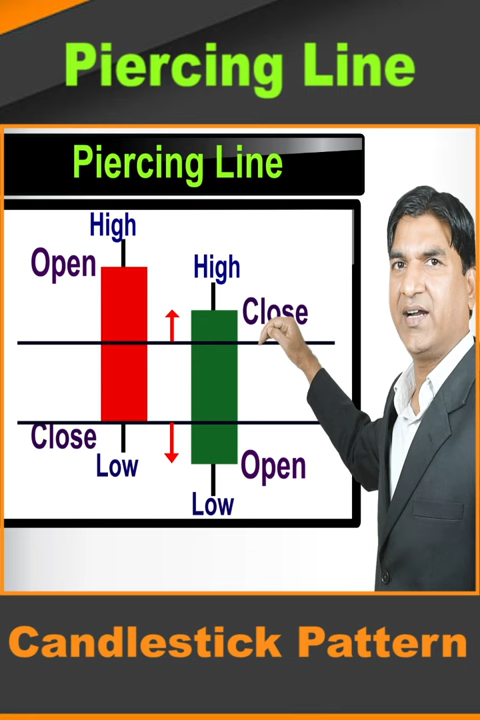 Piercing Line
Piercing Line
High
Open
High
Close
Close
Low
Open
Low
Candlestick Pattern